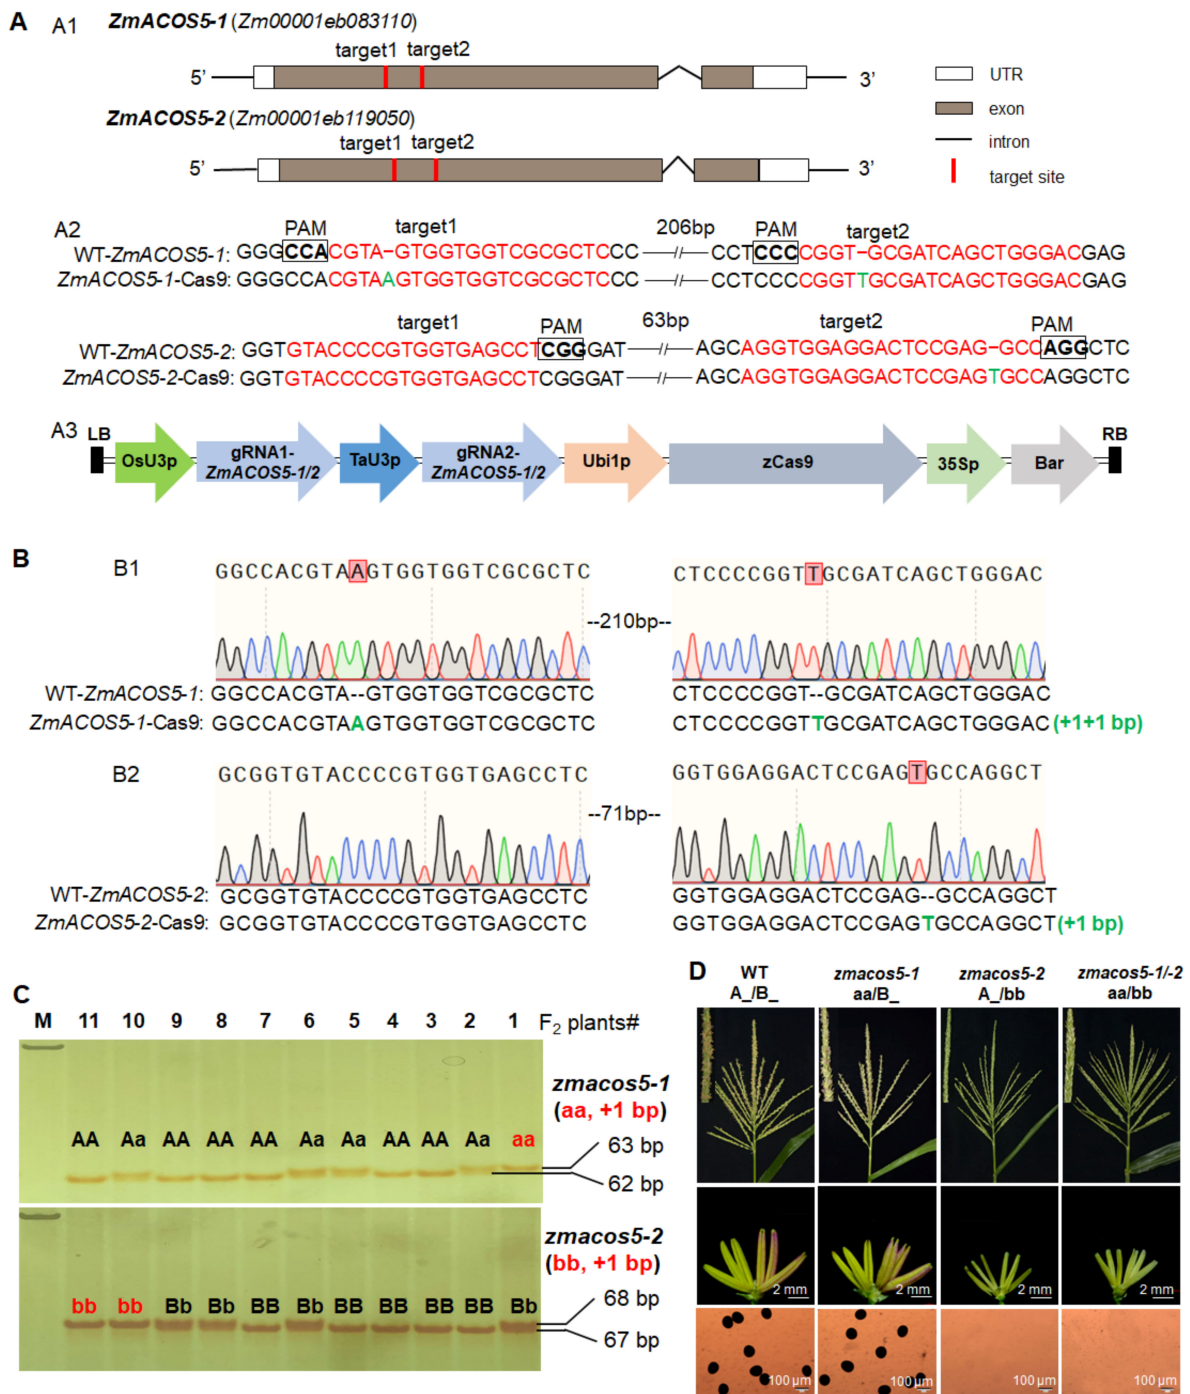 A
A1
ZmACOS5-1 (Zm00001eb083110)
target1 target2
5' 3'
ZmACOS5-2 (Zm00001eb119050)
target1 target2
5' 3'
UTR
exon
intron
target site
A2
PAM target1 206bp PAM target2
WT-ZmACOS5-1: GGGCCACGTA-GTGGTGGTCGCGCTCCC —//— CCTCCCCGGT-GCGATCAGCTGGGACGAG
ZmACOS5-1-Cas9: GGGCCACGTAAGTGGTGGTCGCGCTCCC —//— CCTCCCCGGTTGCGATCAGCTGGGACGAG
target1 PAM 63bp target2 PAM
WT-ZmACOS5-2: GGTGTACCCCGTGGTGAGCCTCGGGAT —//— AGCAGGTGGAGGACTCCGAG-GCCAGGCTC
ZmACOS5-2-Cas9: GGTGTACCCCGTGGTGAGCCTCGGGAT —//— AGCAGGTGGAGGACTCCGAGTGCCAGGCTC
A3
LB RB
OsU3p
gRNA1-
ZmACOS5-1/2
TaU3p
gRNA2-
ZmACOS5-1/2
Ubi1p
zCas9
35Sp
Bar
B
B1
GGCCACGTAAGTGGTGGTCGCGCTC CTCCCCGGTTGCGATCAGCTGGGAC
--210bp--
WT-ZmACOS5-1: GGCCACGTA--GTGGTGGTCGCGCTC CTCCCCGGT--GCGATCAGCTGGGAC
ZmACOS5-1-Cas9: GGCCACGTAAGTGGTGGTCGCGCTC CTCCCCGGTTGCGATCAGCTGGGAC (+1+1 bp)
B2
GCGGTGTACCCCGTGGTGAGCCTC GGTGGAGGACTCCGAGTGCCAGGCT
--71bp--
WT-ZmACOS5-2: GCGGTGTACCCCGTGGTGAGCCTC GGTGGAGGACTCCGAG--GCCAGGCT
ZmACOS5-2-Cas9: GCGGTGTACCCCGTGGTGAGCCTC GGTGGAGGACTCCGAGTGCCAGGCT (+1 bp)
C
M 11 10 9 8 7 6 5 4 3 2 1 F2 plants#
zmacos5-1
(aa, +1 bp)
AA Aa AA AA AA Aa Aa AA AA Aa aa
63 bp
62 bp
zmacos5-2
(bb, +1 bp)
bb bb Bb Bb BB Bb BB BB BB BB Bb
68 bp
67 bp
D
WT zmacos5-1 zmacos5-2 zmacos5-1/-2
A_/B_ aa/B_ A_/bb aa/bb
2 mm 2 mm 2 mm 2 mm
100 µm 100 µm 100 µm 100 µm